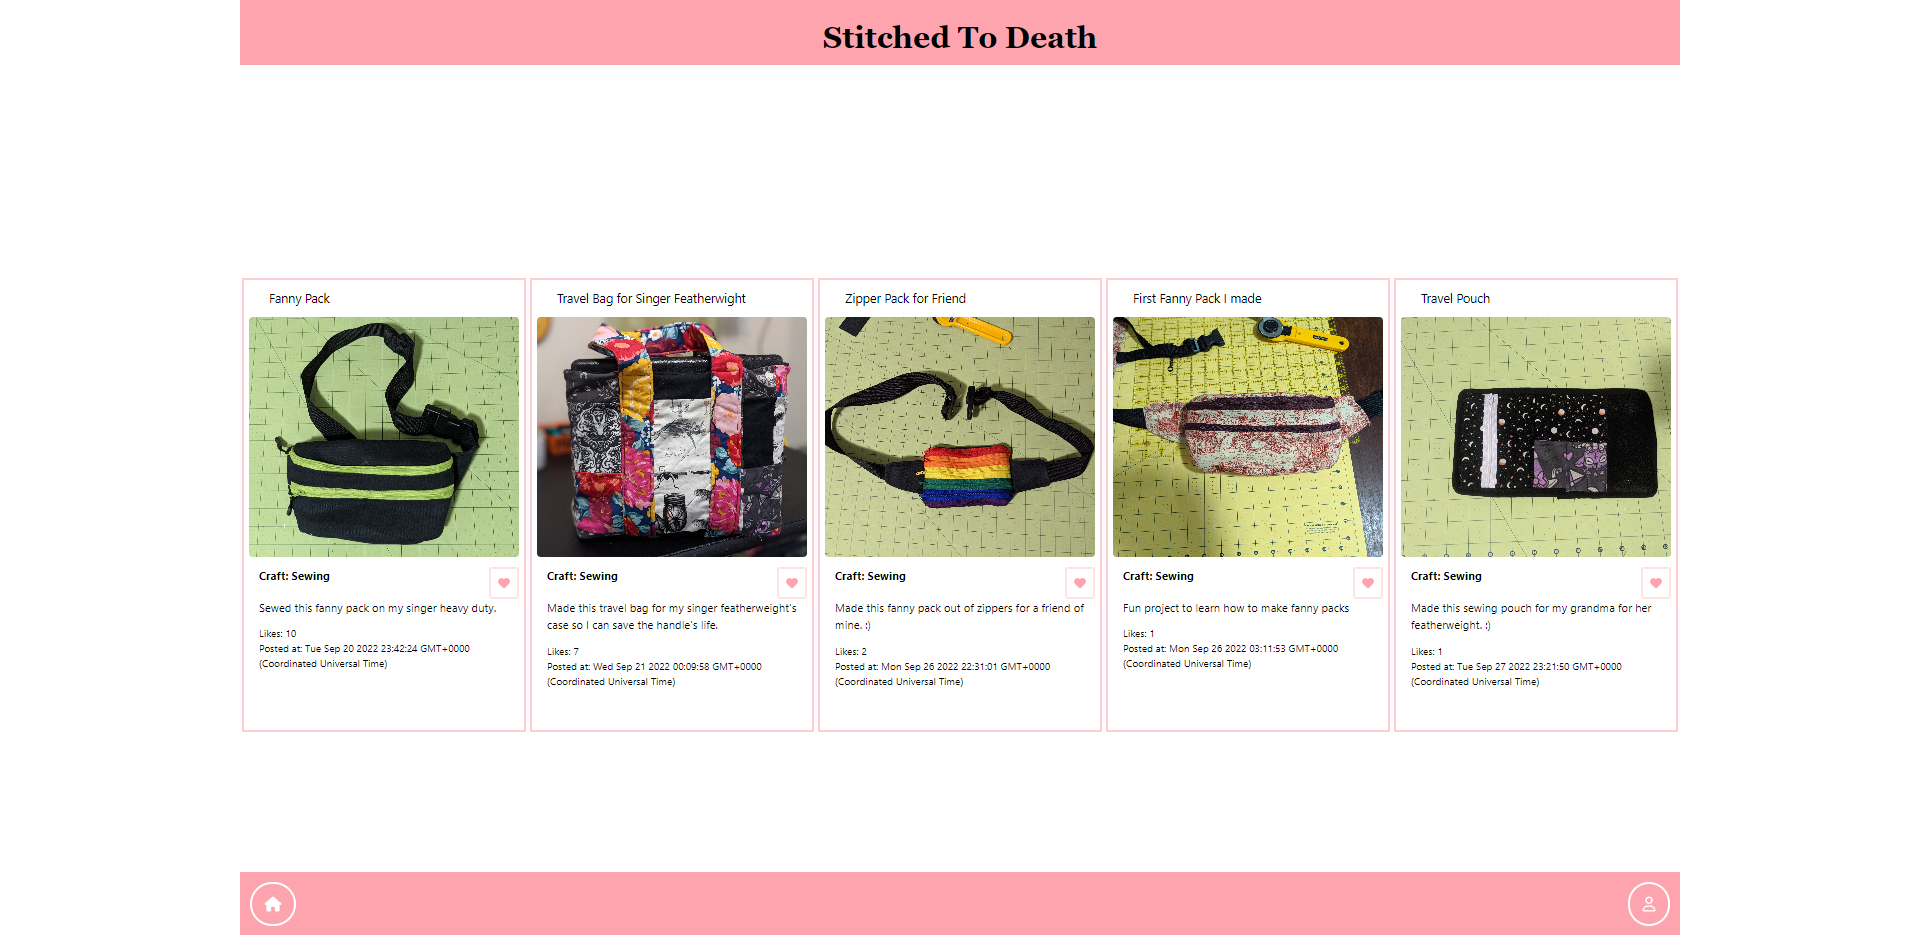 Stitched To Death
Fanny Pack
Craft: Sewing
Sewed this fanny pack on my singer heavy duty.
Likes: 10
Posted at: Tue Sep 20 2022 23:42:24 GMT+0000
(Coordinated Universal Time)
Travel Bag for Singer Featherwight
Craft: Sewing
Made this travel bag for my singer featherweight's
case so I can save the handle's life.
Likes: 7
Posted at: Wed Sep 21 2022 00:09:58 GMT+0000
(Coordinated Universal Time)
Zipper Pack for Friend
Craft: Sewing
Made this fanny pack out of zippers for a friend of
mine. :)
Likes: 2
Posted at: Mon Sep 26 2022 22:31:01 GMT+0000
(Coordinated Universal Time)
First Fanny Pack I made
Craft: Sewing
Fun project to learn how to make fanny packs
Likes: 1
Posted at: Mon Sep 26 2022 03:11:53 GMT+0000
(Coordinated Universal Time)
Travel Pouch
Craft: Sewing
Made this sewing pouch for my grandma for her
featherweight. :)
Likes: 1
Posted at: Tue Sep 27 2022 23:21:50 GMT+0000
(Coordinated Universal Time)